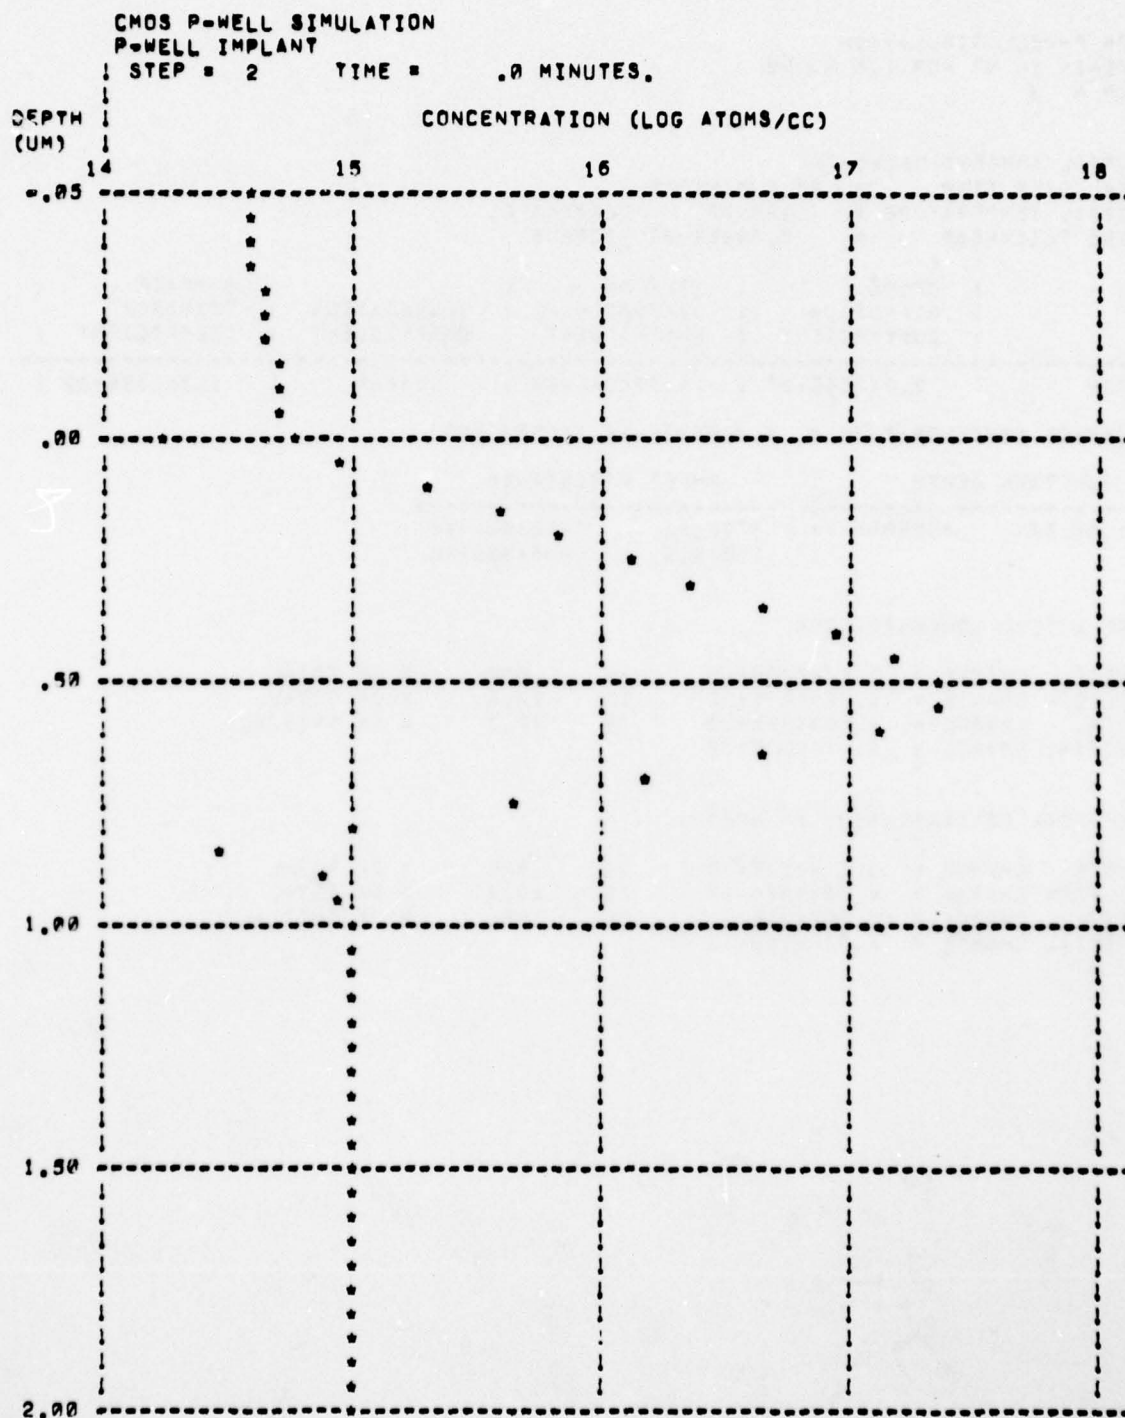 CMOS P-WELL SIMULATION
P-WELL IMPLANT
STEP = 2 TIME = .0 MINUTES.
DEPTH
(UM)
CONCENTRATION (LOG ATOMS/CC)
14 15 16 17 18
-.05
.00
.50
1.00
1.50
2.00